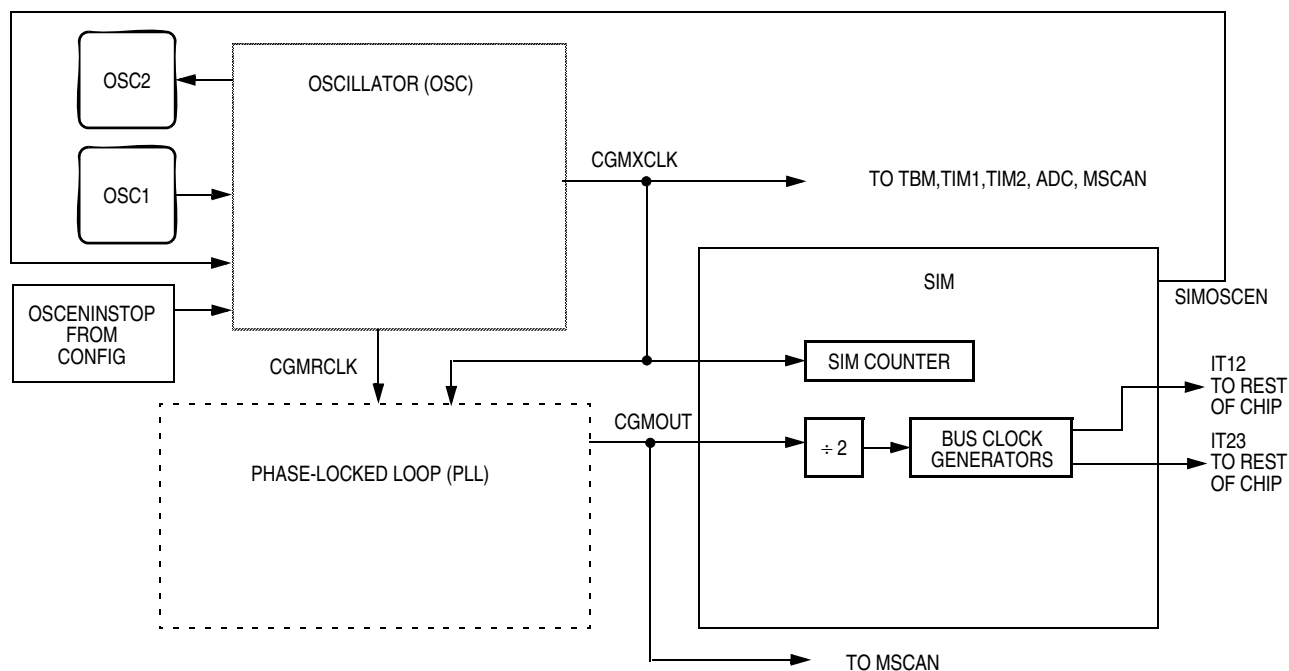 OSC2
OSCILLATOR (OSC)
CGMXCLK
OSC1
TO TBM,TIM1,TIM2, ADC, MSCAN
SIM
SIMOSCEN
OSCENINSTOP
FROM
CONFIG
CGMRCLK
SIM COUNTER
IT12
TO REST
OF CHIP
CGMOUT
÷ 2
BUS CLOCK
GENERATORS
IT23
TO REST
OF CHIP
PHASE-LOCKED LOOP (PLL)
TO MSCAN